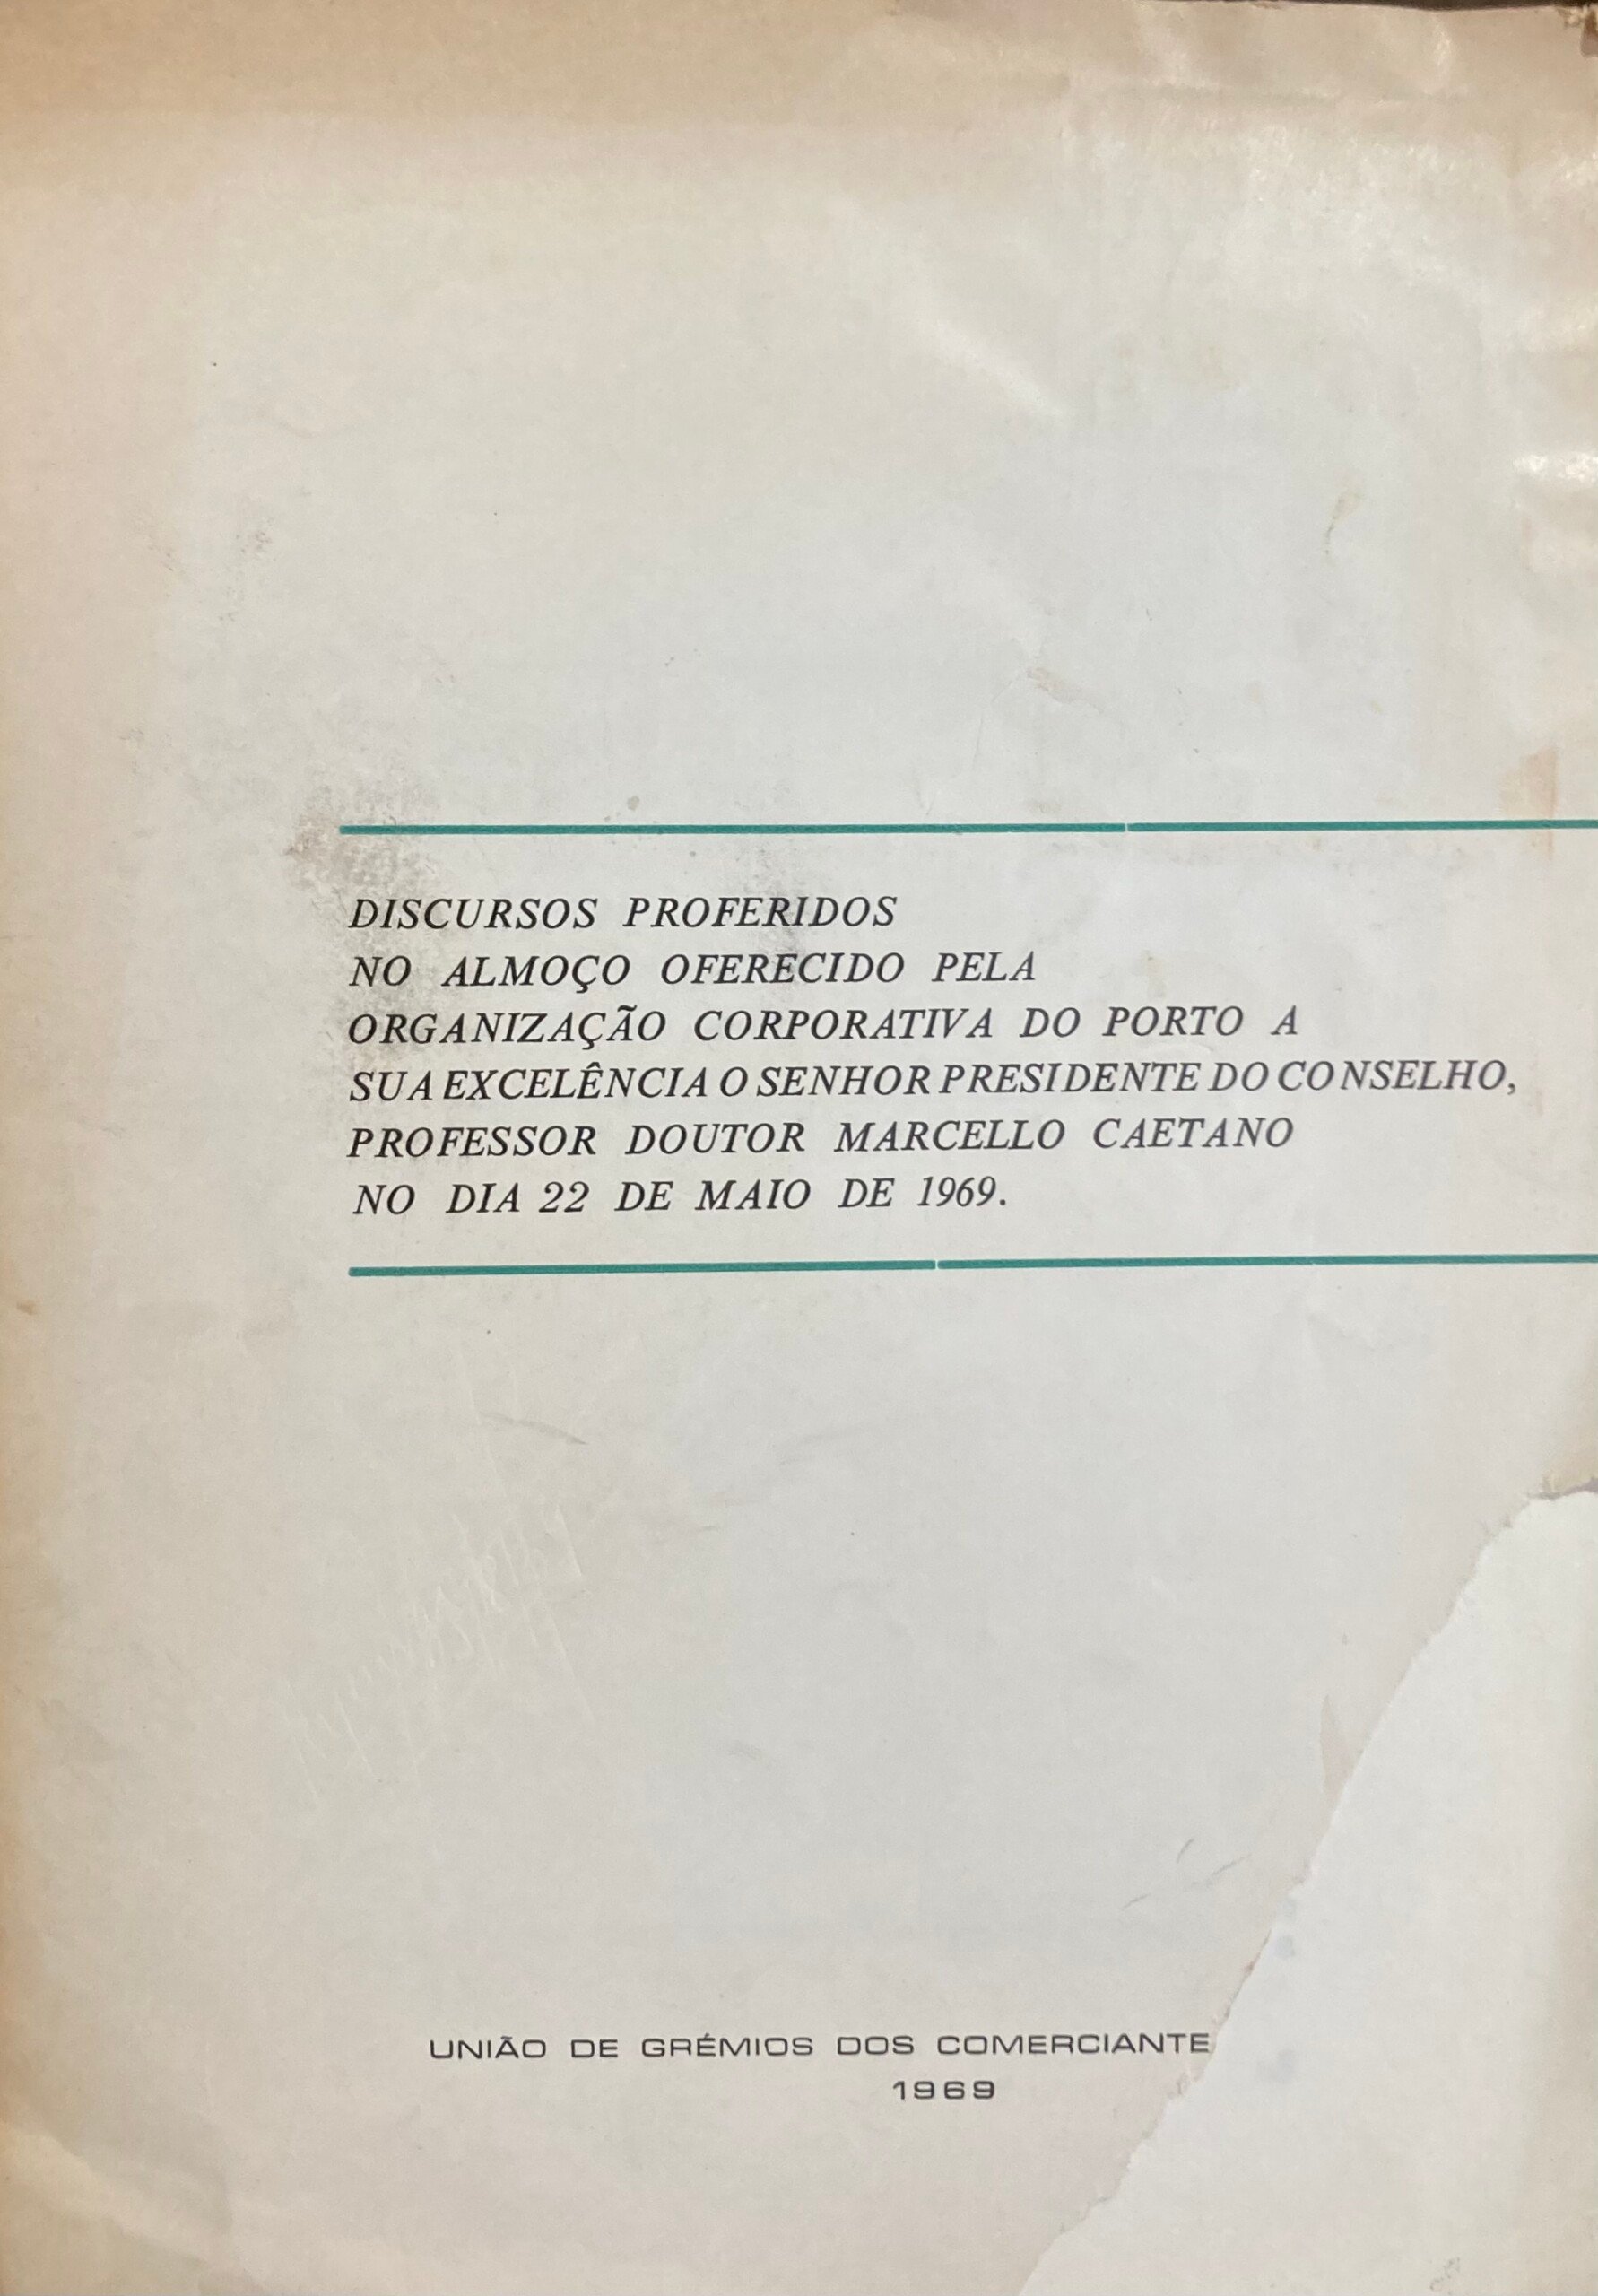 DISCURSOS PROFERIDOS
NO ALMOÇO OFERECIDO PELA
ORGANIZAÇÃO CORPORATIVA DO PORTO A
SUA EXCELÊNCIA O SENHOR PRESIDENTE DO CONSELHO,
PROFESSOR DOUTOR MARCELLO CAETANO
NO DIA 22 DE MAIO DE 1969.
UNIÃO DE GRÉMIOS DOS COMERCIANTE
1969